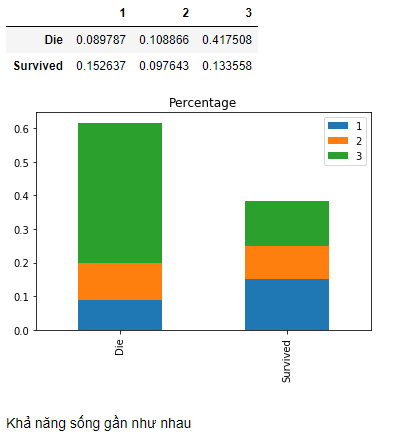 1 2 3
Die 0.089787 0.108866 0.417508
Survived 0.152637 0.097643 0.133558
Percentage
0.6
0.5
0.4
0.3
0.2
0.1
0.0
1
2
3
Die
Survived
Khả năng sống gần như nhau